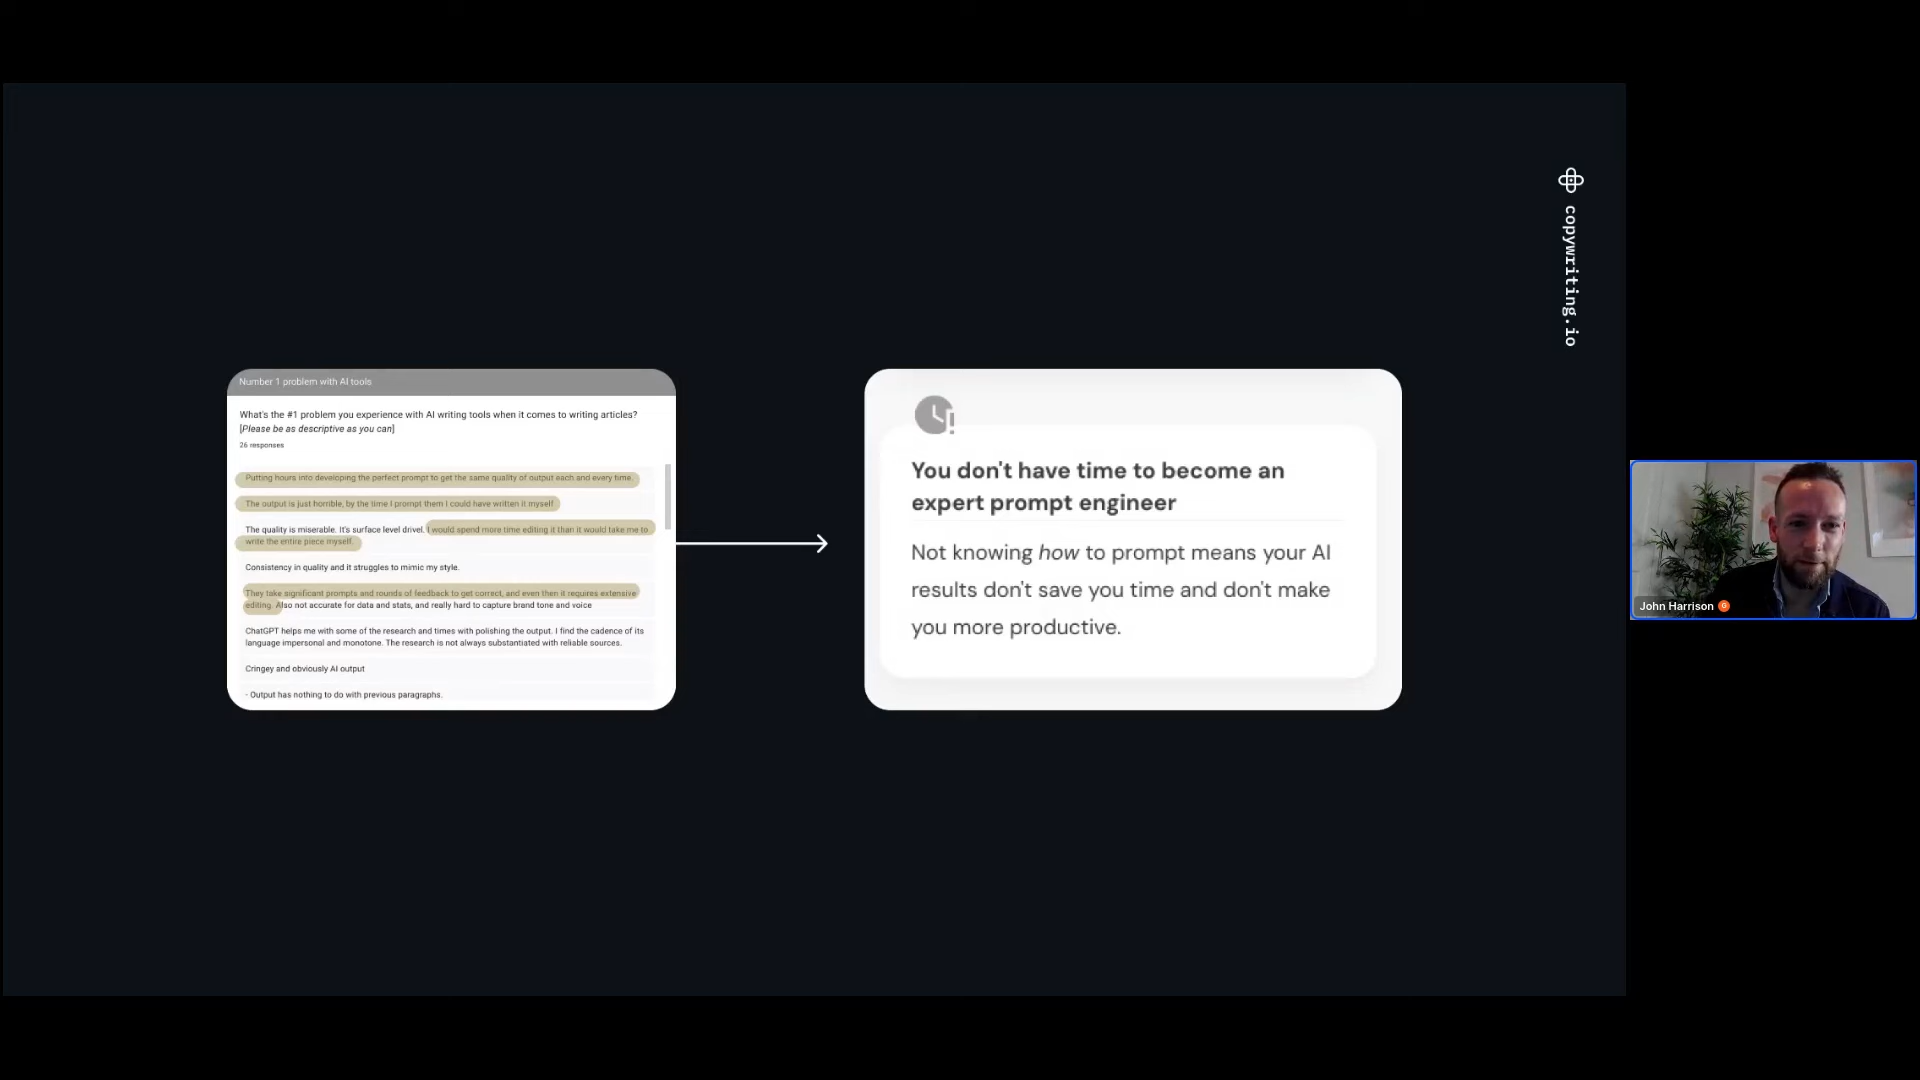 copywriting.io
Number 1 problem with AI tools
What's the #1 problem you experience with AI writing tools when it comes to writing articles?
[Please be as descriptive as you can]
26 responses
Putting hours into developing the perfect prompt to get the same quality of output each and every time.
The output is just horrible, by the time I prompt them I could have written it myself
The quality is miserable. It's surface level drivel. I would spend more time editing it than it would take me to
write the entire piece myself.
Consistency in quality and it struggles to mimic my style.
They take significant prompts and rounds of feedback to get correct, and even then it requires extensive
editing. Also not accurate for data and stats, and really hard to capture brand tone and voice
ChatGPT helps me with some of the research and times with polishing the output. I find the cadence of its
language impersonal and monotone. The research is not always substantiated with reliable sources.
Cringey and obviously AI output
- Output has nothing to do with previous paragraphs.
You don't have time to become an
expert prompt engineer
Not knowing how to prompt means your AI
results don't save you time and don't make
you more productive.
John Harrison